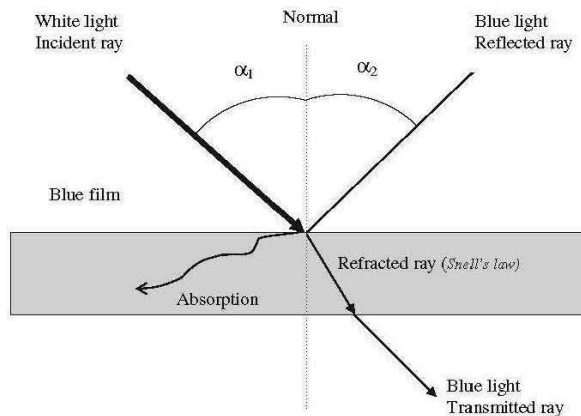 White light
Incident ray
Normal
Blue light
Reflected ray
α1
α2
Blue film
Refracted ray (Snell's law)
Absorption
Blue light
Transmitted ray